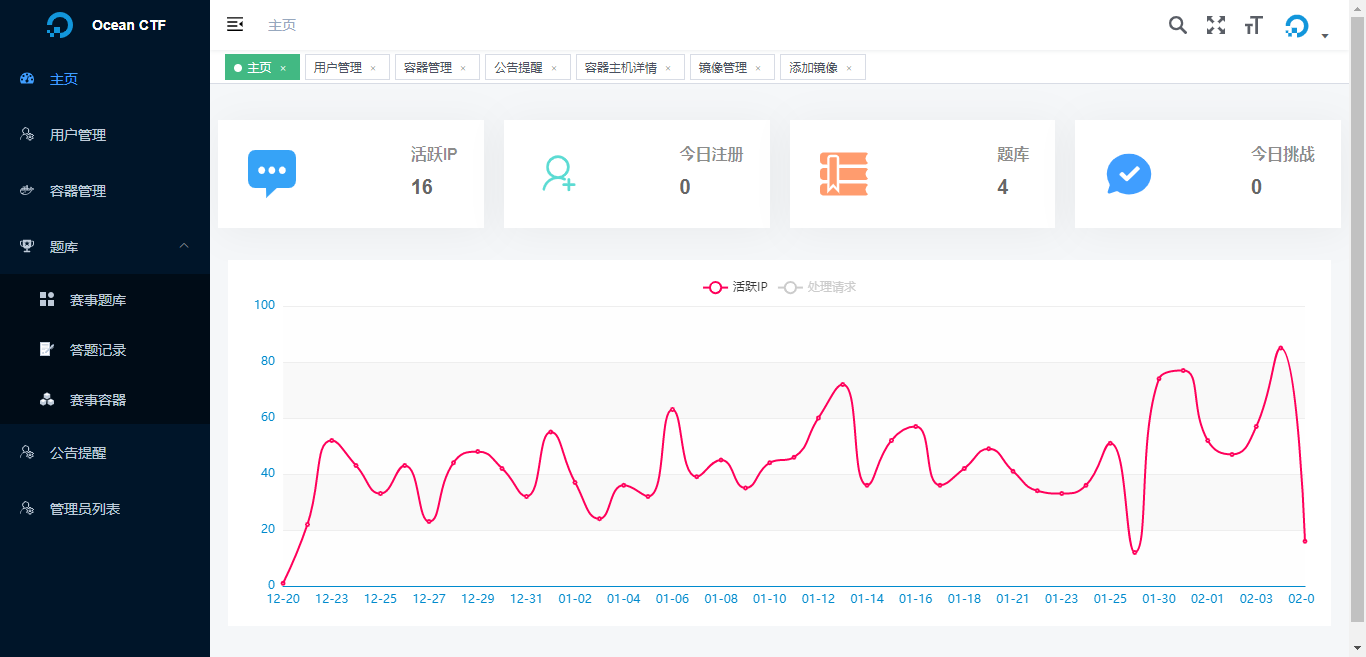 Ocean CTF
主页
用户管理
容器管理
题库
赛事题库
答题记录
赛事容器
公告提醒
管理员列表
主页
主页 × 用户管理 × 容器管理 × 公告提醒 × 容器主机详情 × 镜像管理 × 添加镜像 ×
活跃IP
16
今日注册
0
题库
4
今日挑战
0
活跃IP 处理请求
100
80
60
40
20
0
12-20 12-23 12-25 12-27 12-29 12-31 01-02 01-04 01-06 01-08 01-10 01-12 01-14 01-16 01-18 01-21 01-23 01-25 01-30 02-01 02-03 02-0